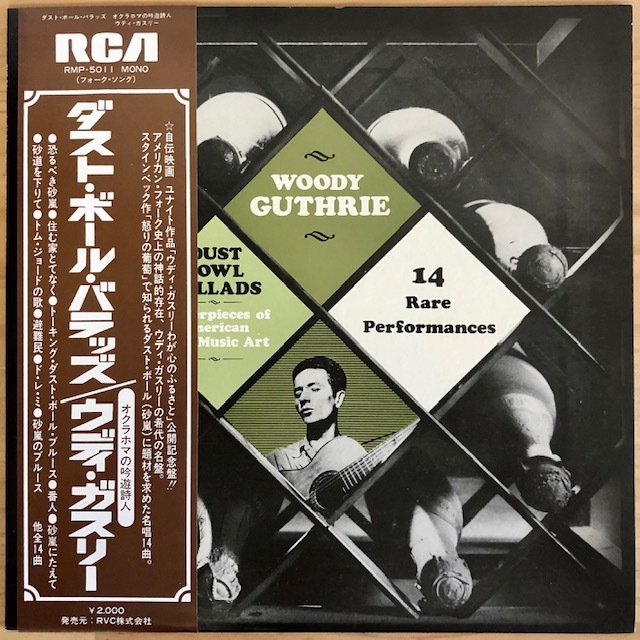 ダスト・ボール・バラッズ オクラホマの吟遊詩人
ウディ・ガスリー
RCA
RMP-5011 MONO
(フォーク・ソング)
ダスト・ボール・バラッズ/ウディ・ガスリー
オクラホマの吟遊詩人
☆自伝映画 ユナイト作品「ウディ・ガスリーわが心のふるさと」公開記念盤!!
アメリカン・フォーク史上の神話的存在、ウディ・ガスリーの希代の名盤。
スタインベック作「怒りの葡萄」で知られるダスト・ボール(砂嵐)に題材を求めた名唱14曲。
●恐るべき砂嵐●住む家とてなく●トーキング・ダスト・ボール・ブルース●番人●砂嵐にたえて
●砂道を下りて●トム・ジョードの歌●避難民●ド・レ・ミ●砂嵐のブルース
他全14曲
¥2,000
発売元:RVC株式会社
WOODY
GUTHRIE
DUST
BOWL
LLADS
erpieces of
merican
Music Art
14
Rare
Performances